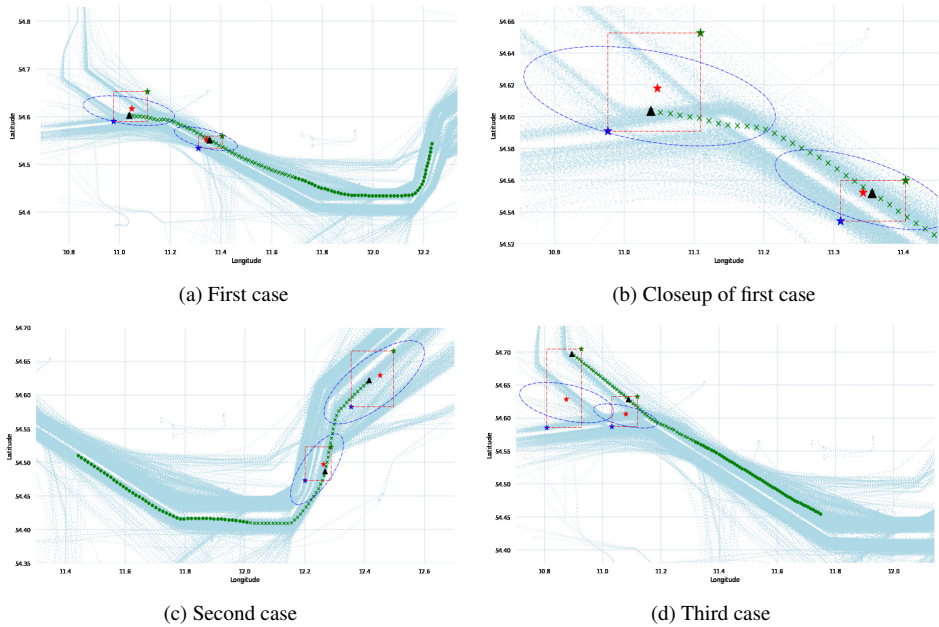 54.8
54.7
54.6
54.5
54.4
Latitude
10.8 11.0 11.2 11.4 11.6 11.8 12.0 12.2
Longitude
(a) First case
54.66
54.64
54.62
54.60
54.58
54.56
54.54
54.52
Latitude
11.0 11.1 11.2 11.3 11.4
Longitude
(b) Closeup of first case
54.70
54.65
54.60
54.55
54.50
54.45
54.40
54.35
Latitude
11.4 11.6 11.8 12.0 12.2 12.4 12.6
Longitude
(c) Second case
54.70
54.65
54.60
54.55
54.50
54.45
54.40
Latitude
10.8 11.0 11.2 11.4 11.6 11.8 12.0
Longitude
(d) Third case